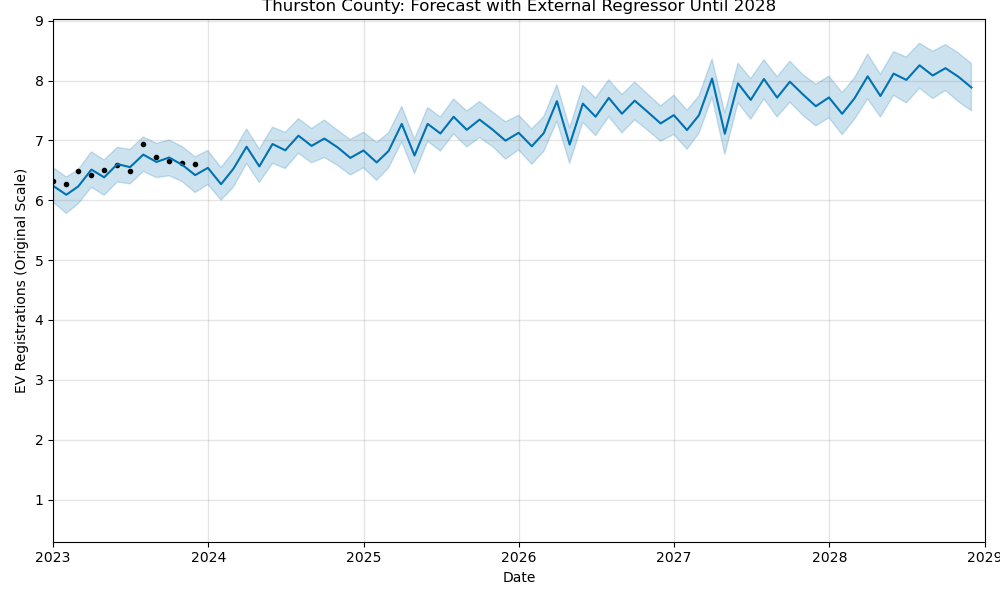 Thurston County: Forecast with External Regressor Until 2028
EV Registrations (Original Scale)
9
8
7
6
5
4
3
2
1
2023 2024 2025 2026 2027 2028 2029
Date